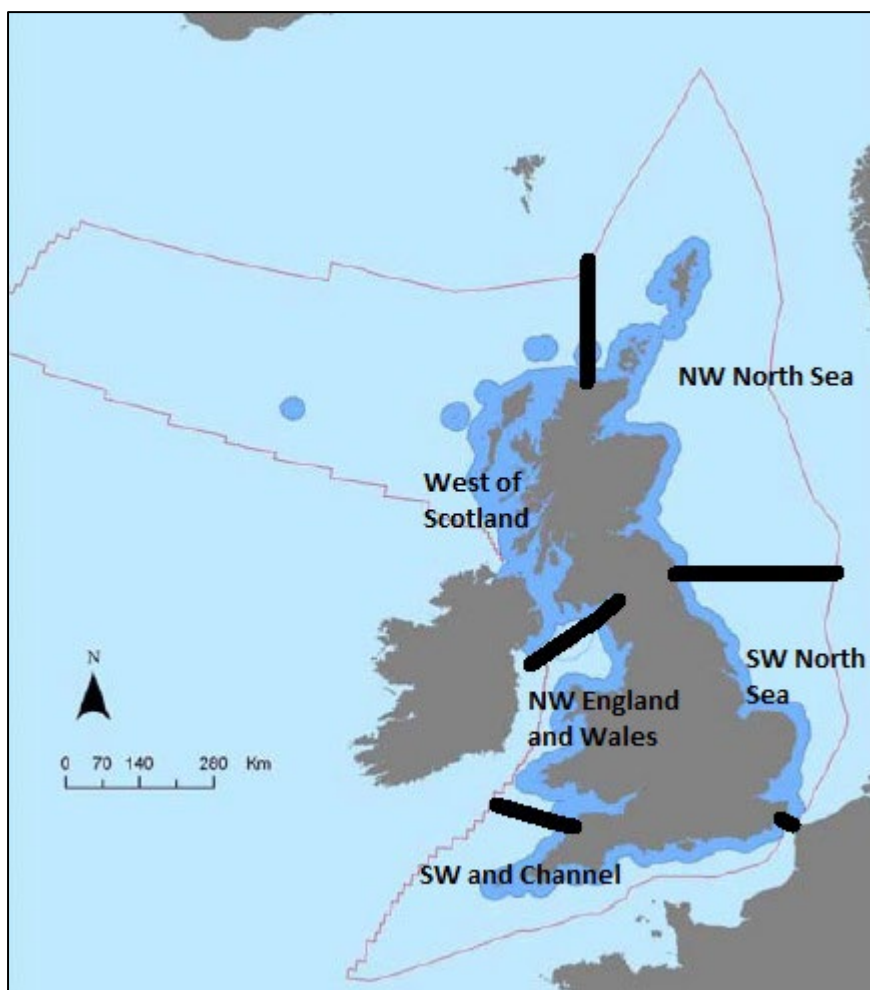 NW North Sea
West of
Scotland
SW North
Sea
N
NW England
and Wales
0 70 140 280 Km
SW and Channel